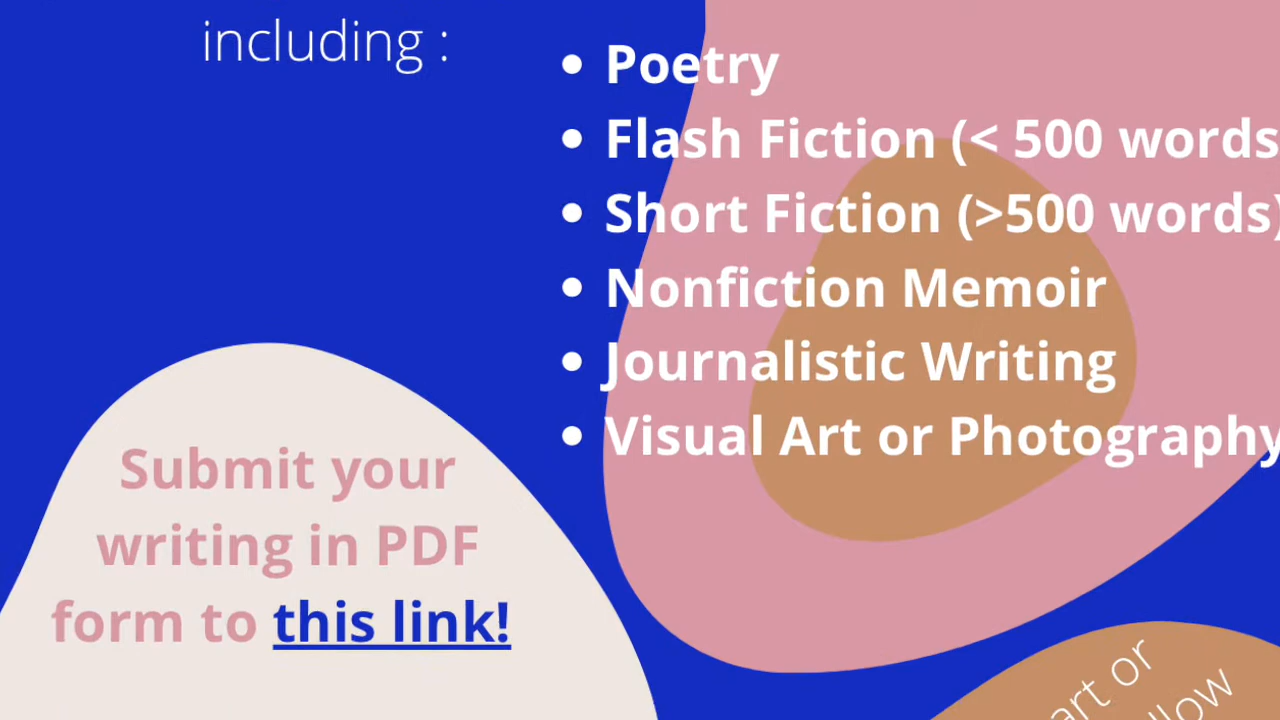 including :
• Poetry
• Flash Fiction (< 500 words
• Short Fiction (>500 words)
• Nonfiction Memoir
• Journalistic Writing
• Visual Art or Photography
Submit your
writing in PDF
form to this link!
art or